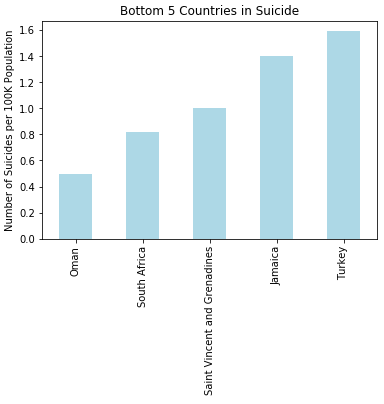 Bottom 5 Countries in Suicide
Number of Suicides per 100K Population
1.6
1.4
1.2
1.0
0.8
0.6
0.4
0.2
0.0
Oman
South Africa
Saint Vincent and Grenadines
Jamaica
Turkey